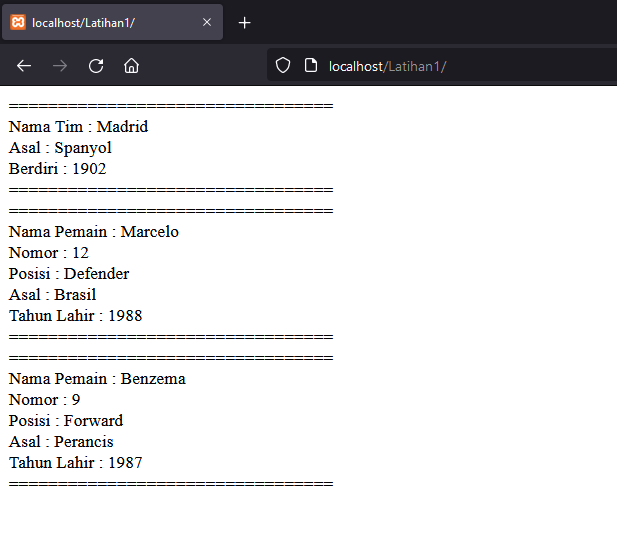 localhost/Latihan1/
localhost/Latihan1/
=================================
Nama Tim : Madrid
Asal : Spanyol
Berdiri : 1902
=================================
=================================
Nama Pemain : Marcelo
Nomor : 12
Posisi : Defender
Asal : Brasil
Tahun Lahir : 1988
=================================
=================================
Nama Pemain : Benzema
Nomor : 9
Posisi : Forward
Asal : Perancis
Tahun Lahir : 1987
=================================